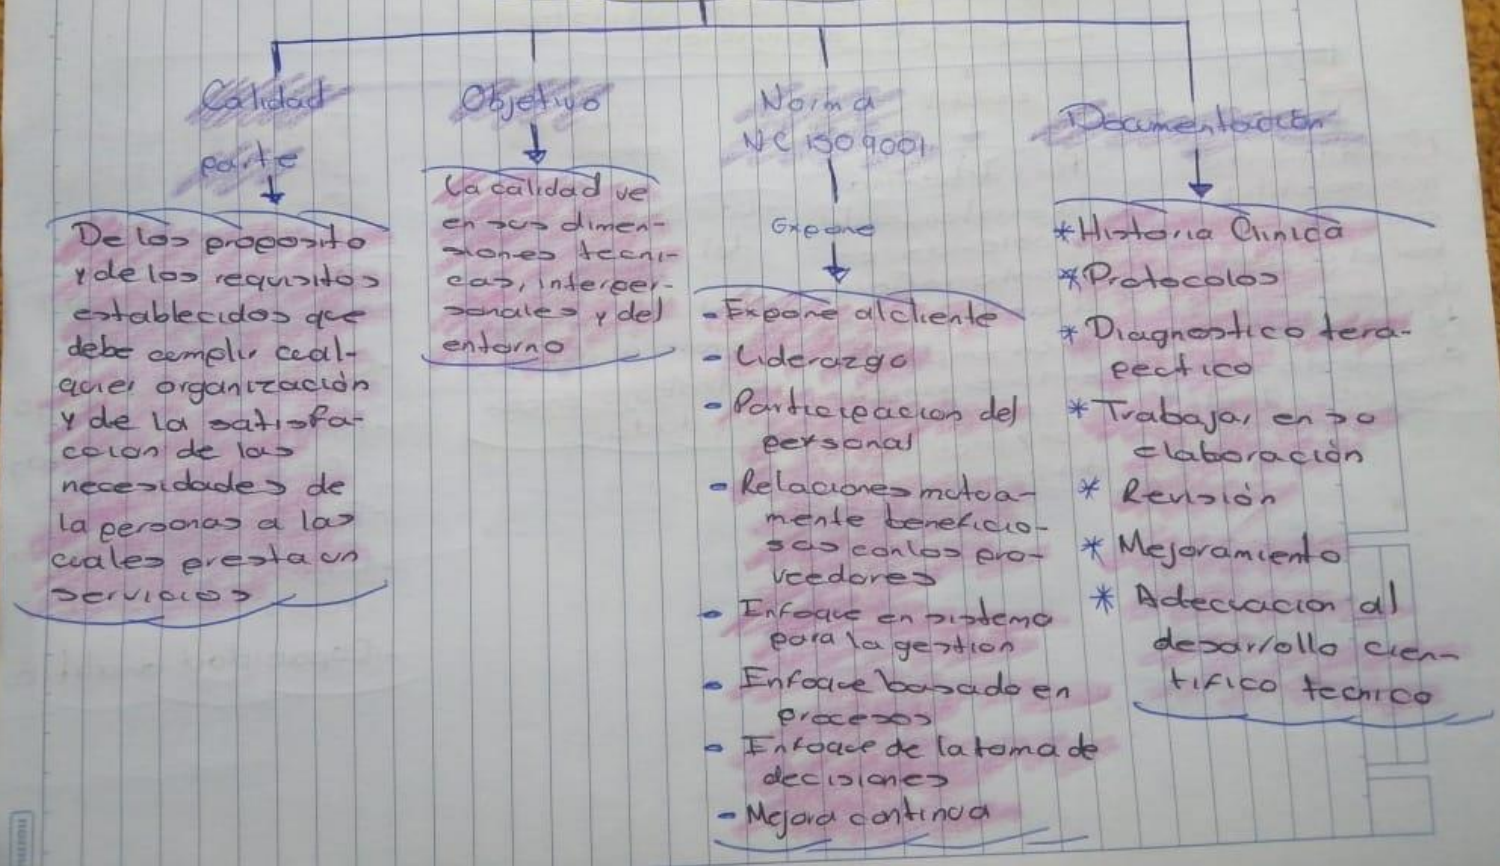 Calidad
parte
De los proposito
y de los requisitos
establecidos que
debe cumplir cual-
quier organización
y de la satisfa-
ccion de las
necesidades de
la personas a las
cuales presta un
servicios
Objetivo
La calidad ve
en sus dimen-
siones tecni-
cas, interper-
sonales y del
entorno
Norma
NC ISO 9001
Expone
- Expone al cliente
- Liderazgo
- Participacion del
personal
- Relaciones mutua-
mente beneficio-
sas con los pro-
veedores
- Enfoque en sistema
para la gestion
- Enfoque basado en
procesos
- Enfoque de la toma de
decisiones
- Mejora continua
Documentación
* Historia Clinica
* Protocolos
* Diagnostico tera-
peutico
* Trabajar en su
elaboración
* Revisión
* Mejoramiento
* Adecuacion al
desarrollo cien-
tifico tecnico